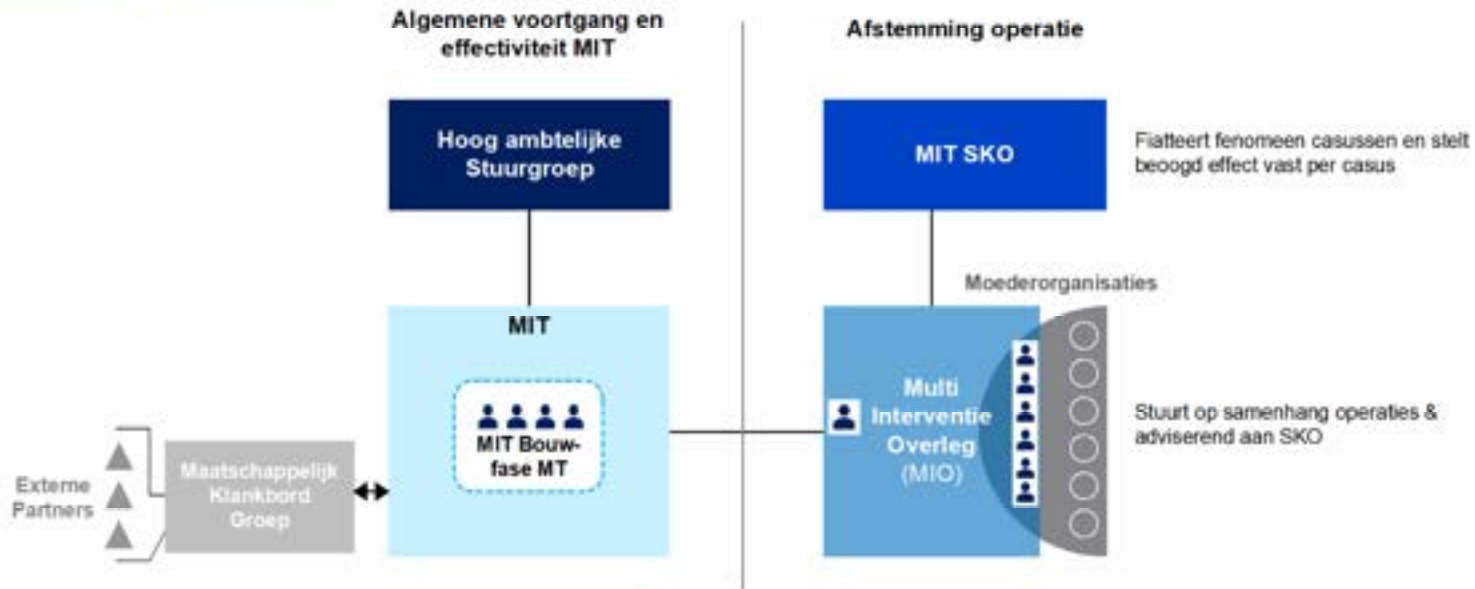 Algemene voortgang en
effectiviteit MIT
Afstemming operatie
Hoog ambtelijke
Stuurgroep
MIT SKO
Fiatteert fenomeen casussen en stelt
beoogd effect vast per casus
Moederorganisaties
MIT
MIT Bouw-
fase MT
Multi
Interventie
Overleg
(MIO)
Stuurt op samenhang operaties &
adviserend aan SKO
Externe
Partners
Maatschappelijk
Klankbord
Groep